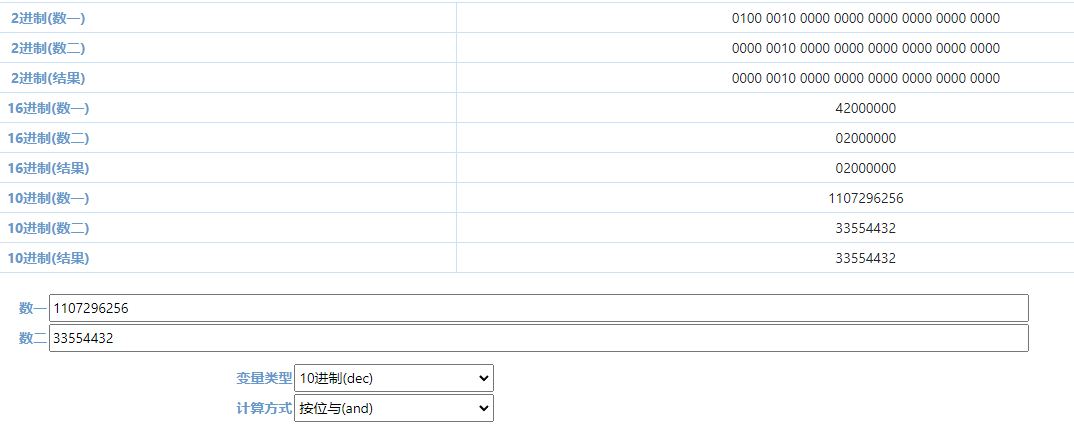 2进制(数一) 0100 0010 0000 0000 0000 0000 0000 0000
2进制(数二) 0000 0010 0000 0000 0000 0000 0000 0000
2进制(结果) 0000 0010 0000 0000 0000 0000 0000 0000
16进制(数一) 42000000
16进制(数二) 02000000
16进制(结果) 02000000
10进制(数一) 1107296256
10进制(数二) 33554432
10进制(结果) 33554432
数一 1107296256
数二 33554432
变量类型 10进制(dec)
计算方式 按位与(and)